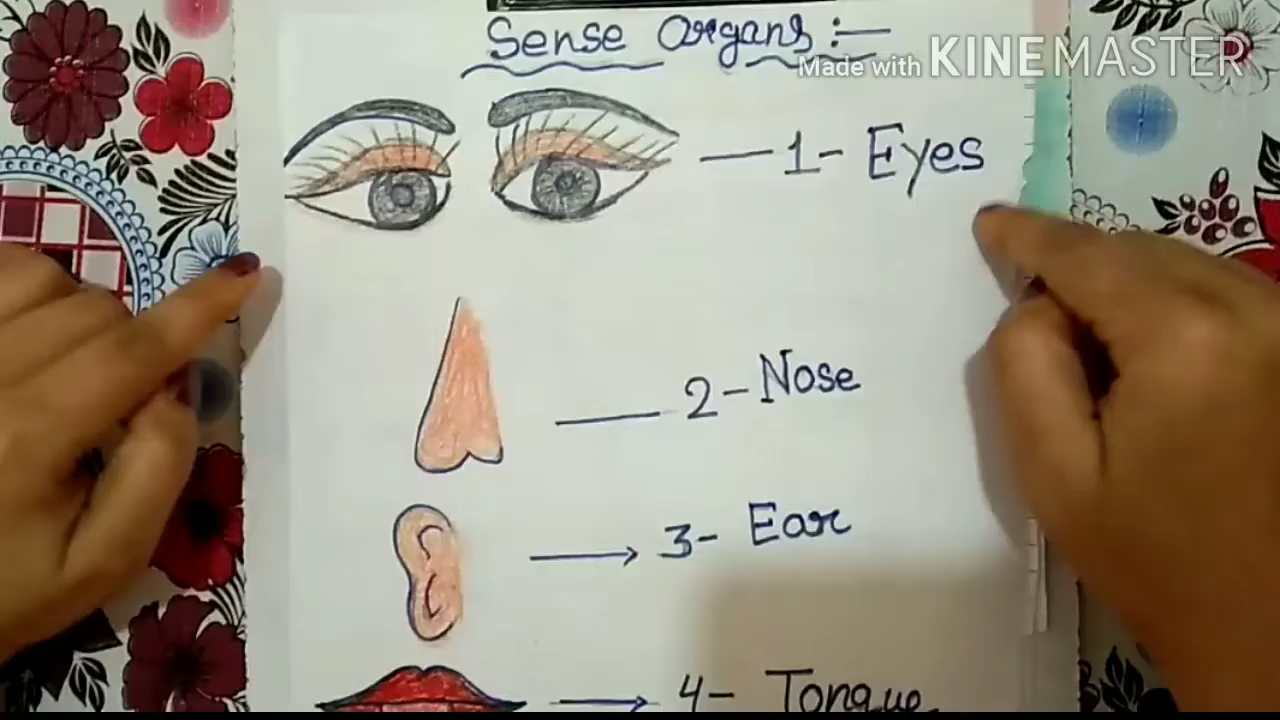 Sense Organs :-
Made with KINEMASTER
1- Eyes
2- Nose
3- Ear
4- Tongue